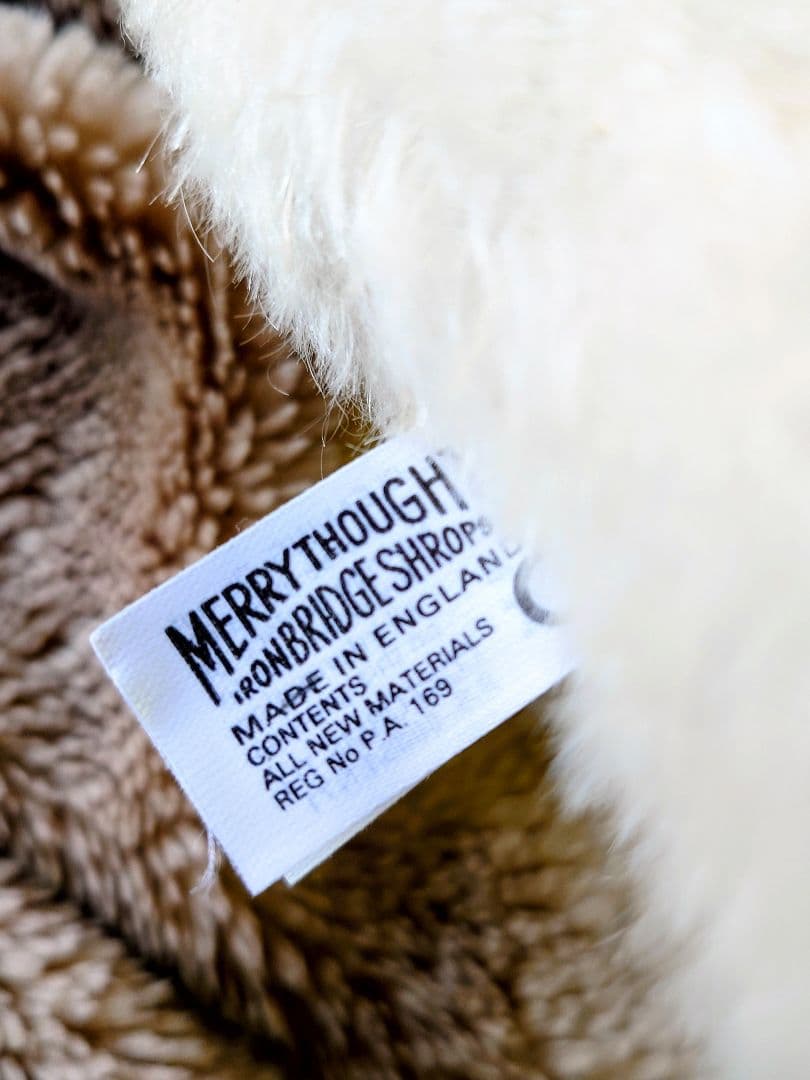 MERRYTHOUGHT
IRONBRIDGE SHROPS
MADE IN ENGLAND
CONTENTS
ALL NEW MATERIALS
REG No P.A. 169